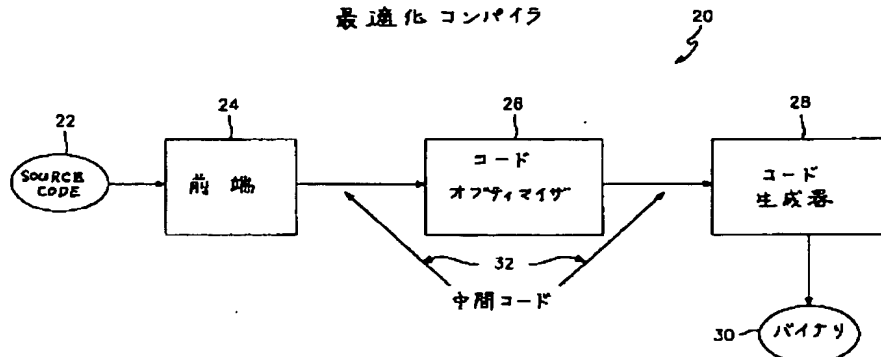 最適化コンパイラ
20
22
24
26
28
SOURCE
CODE
前端
コード
オプティマイザ
コード
生成器
32
中間コード
30
バイナリ